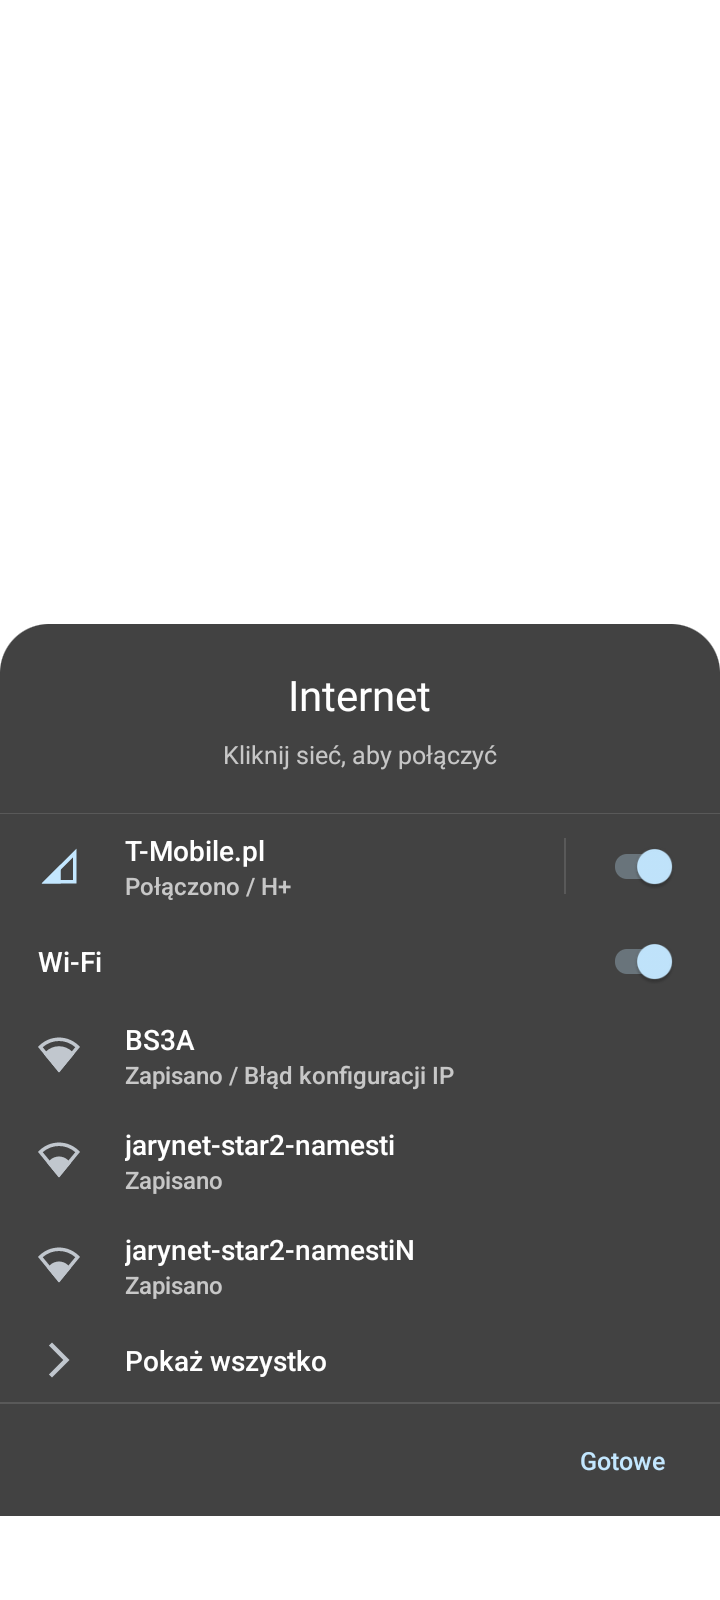 Internet
Kliknij sieć, aby połączyć
T-Mobile.pl
Połączono / H+
Wi-Fi
BS3A
Zapisano / Błąd konfiguracji IP
jarynet-star2-namesti
Zapisano
jarynet-star2-namestiN
Zapisano
Pokaż wszystko
Gotowe